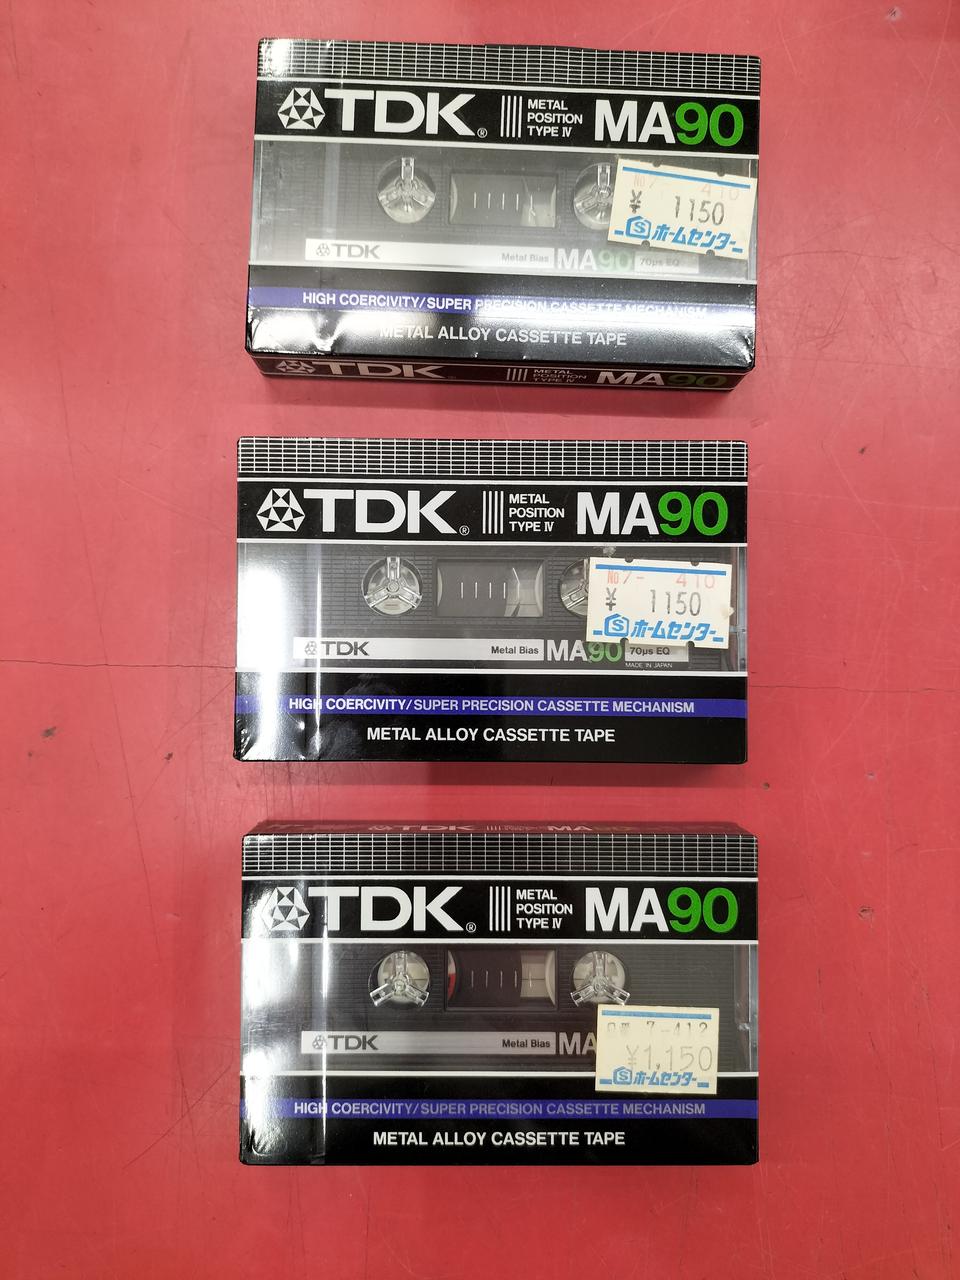 TDK® METAL POSITION TYPE IV MA90
No 7- 410
¥ 1150
S ホームセンター
TDK Metal Bias MA90 70μs EQ
HIGH COERCIVITY/SUPER PRECISION CASSETTE MECHANISM
METAL ALLOY CASSETTE TAPE
TDK METAL POSITION TYPE IV MA90
TDK® METAL POSITION TYPE IV MA90
No 7- 410
¥ 1150
S ホームセンター
TDK Metal Bias MA90 70μs EQ
MADE IN JAPAN
HIGH COERCIVITY/SUPER PRECISION CASSETTE MECHANISM
METAL ALLOY CASSETTE TAPE
TDK MA90
TDK® METAL POSITION TYPE IV MA90
7-412
¥1,150
S ホームセンター
TDK Metal Bias MA
HIGH COERCIVITY/SUPER PRECISION CASSETTE MECHANISM
METAL ALLOY CASSETTE TAPE